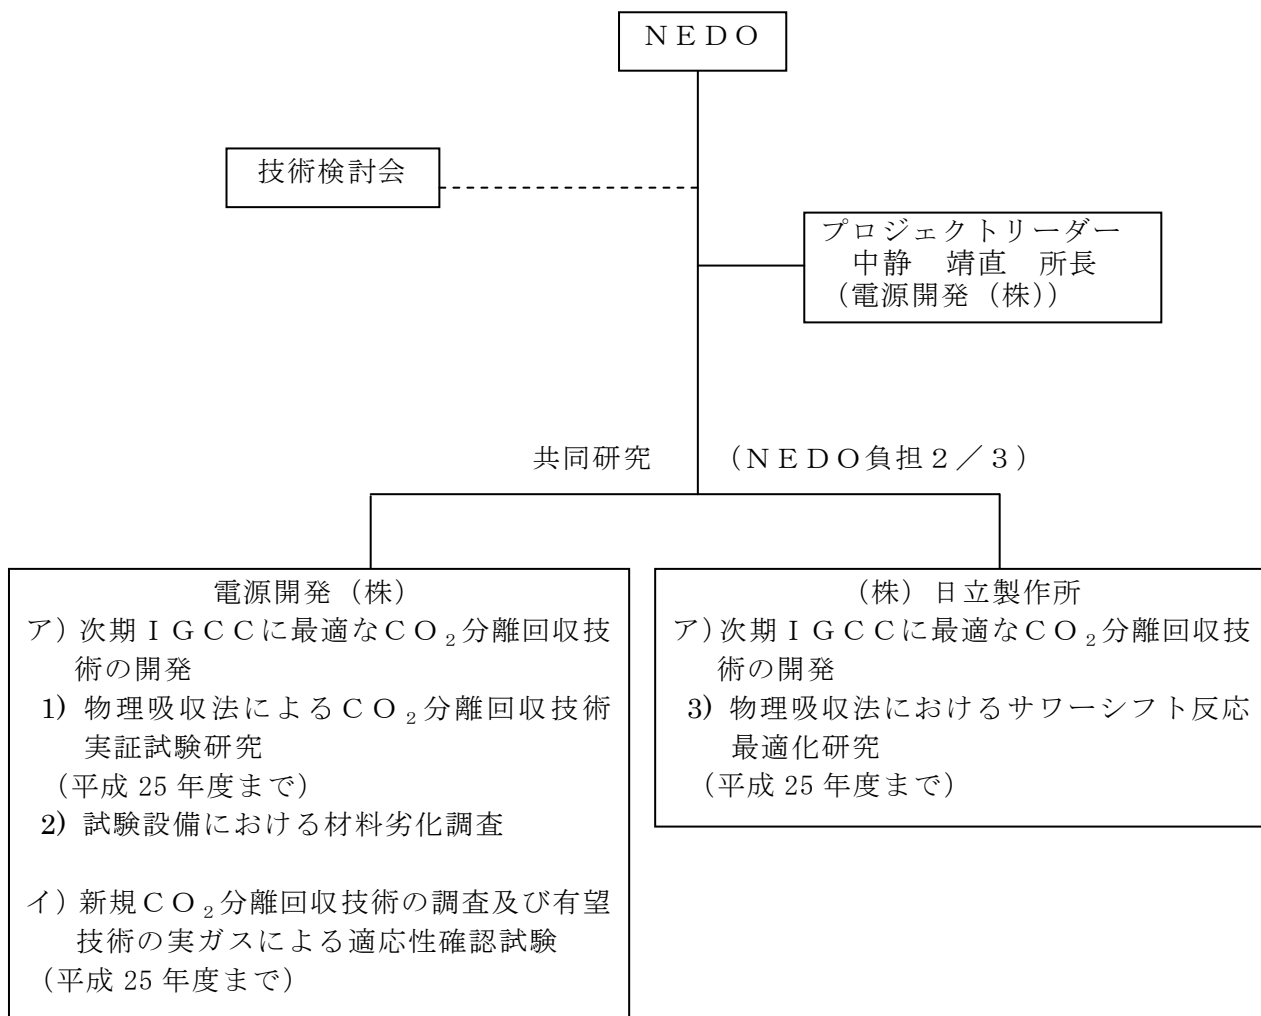 ＮＥＤＯ
技術検討会
プロジェクトリーダー
中静　靖直　所長
（電源開発（株））
共同研究　　（ＮＥＤＯ負担２／３）
電源開発（株）
ア）次期ＩＧＣＣに最適なＣＯ₂分離回収技
術の開発
1) 物理吸収法によるＣＯ₂分離回収技術
実証試験研究
（平成 25 年度まで）
2) 試験設備における材料劣化調査
イ）新規ＣＯ₂分離回収技術の調査及び有望
技術の実ガスによる適応性確認試験
（平成 25 年度まで）
（株）日立製作所
ア）次期ＩＧＣＣに最適なＣＯ₂分離回収技
術の開発
3) 物理吸収法におけるサワーシフト反応
最適化研究
（平成 25 年度まで）